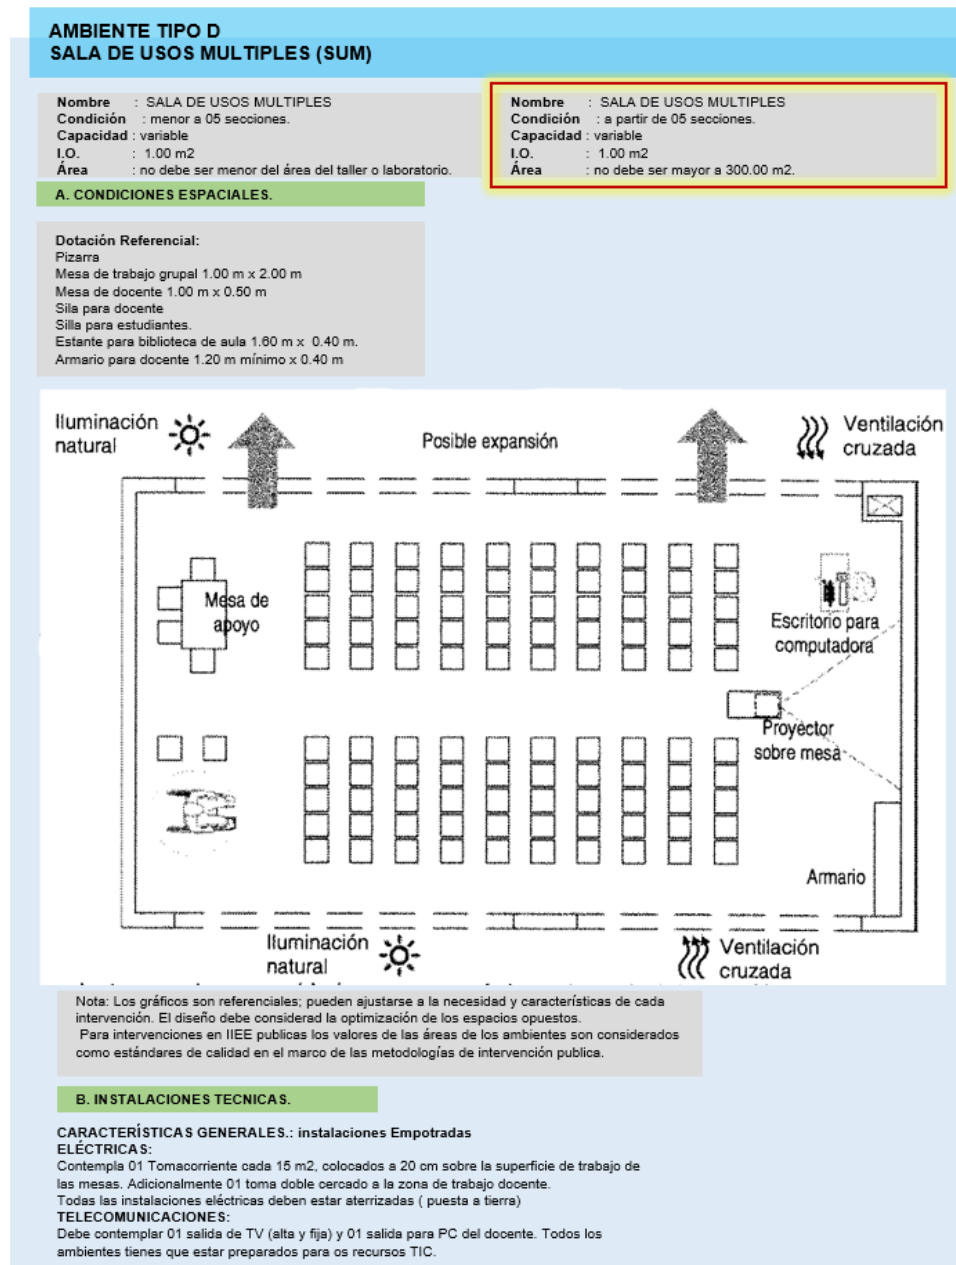 AMBIENTE TIPO D
SALA DE USOS MULTIPLES (SUM)
Nombre : SALA DE USOS MULTIPLES
Condición : menor a 05 secciones.
Capacidad : variable
I.O. : 1.00 m2
Área : no debe ser menor del área del taller o laboratorio.
Nombre : SALA DE USOS MULTIPLES
Condición : a partir de 05 secciones.
Capacidad : variable
I.O. : 1.00 m2
Área : no debe ser mayor a 300.00 m2.
A. CONDICIONES ESPACIALES.
Dotación Referencial:
Pizarra
Mesa de trabajo grupal 1.00 m x 2.00 m
Mesa de docente 1.00 m x 0.50 m
Sila para docente
Silla para estudiantes.
Estante para biblioteca de aula 1.60 m x 0.40 m.
Armario para docente 1.20 m mínimo x 0.40 m
Iluminación
natural
Posible expansión
Ventilación
cruzada
Mesa de
apoyo
Escritorio para
computadora
Proyector
sobre mesa
Armario
Iluminación
natural
Ventilación
cruzada
Nota: Los gráficos son referenciales; pueden ajustarse a la necesidad y características de cada
intervención. El diseño debe considerad la optimización de los espacios opuestos.
Para intervenciones en IIEE publicas los valores de las áreas de los ambientes son considerados
como estándares de calidad en el marco de las metodologías de intervención publica.
B. INSTALACIONES TECNICAS.
CARACTERÍSTICAS GENERALES.: instalaciones Empotradas
ELÉCTRICAS:
Contempla 01 Tomacorriente cada 15 m2, colocados a 20 cm sobre la superficie de trabajo de
las mesas. Adicionalmente 01 toma doble cercado a la zona de trabajo docente.
Todas las instalaciones eléctricas deben estar aterrizadas ( puesta a tierra)
TELECOMUNICACIONES:
Debe contemplar 01 salida de TV (alta y fija) y 01 salida para PC del docente. Todos los
ambientes tienes que estar preparados para os recursos TIC.